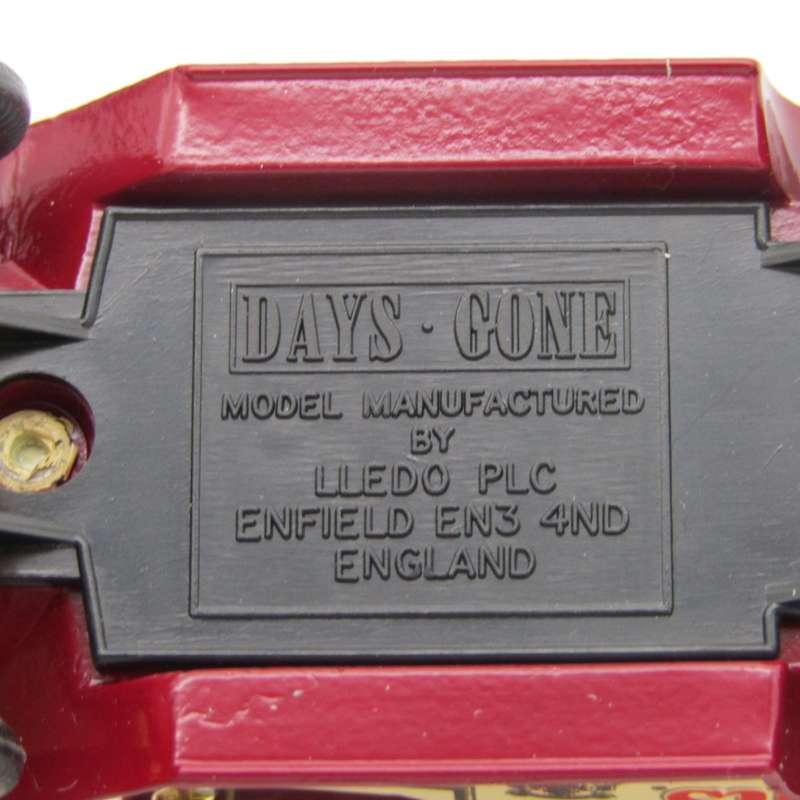 DAYS · GONE
MODEL MANUFACTURED
BY
LLEDO PLC
ENFIELD EN3 4ND
ENGLAND